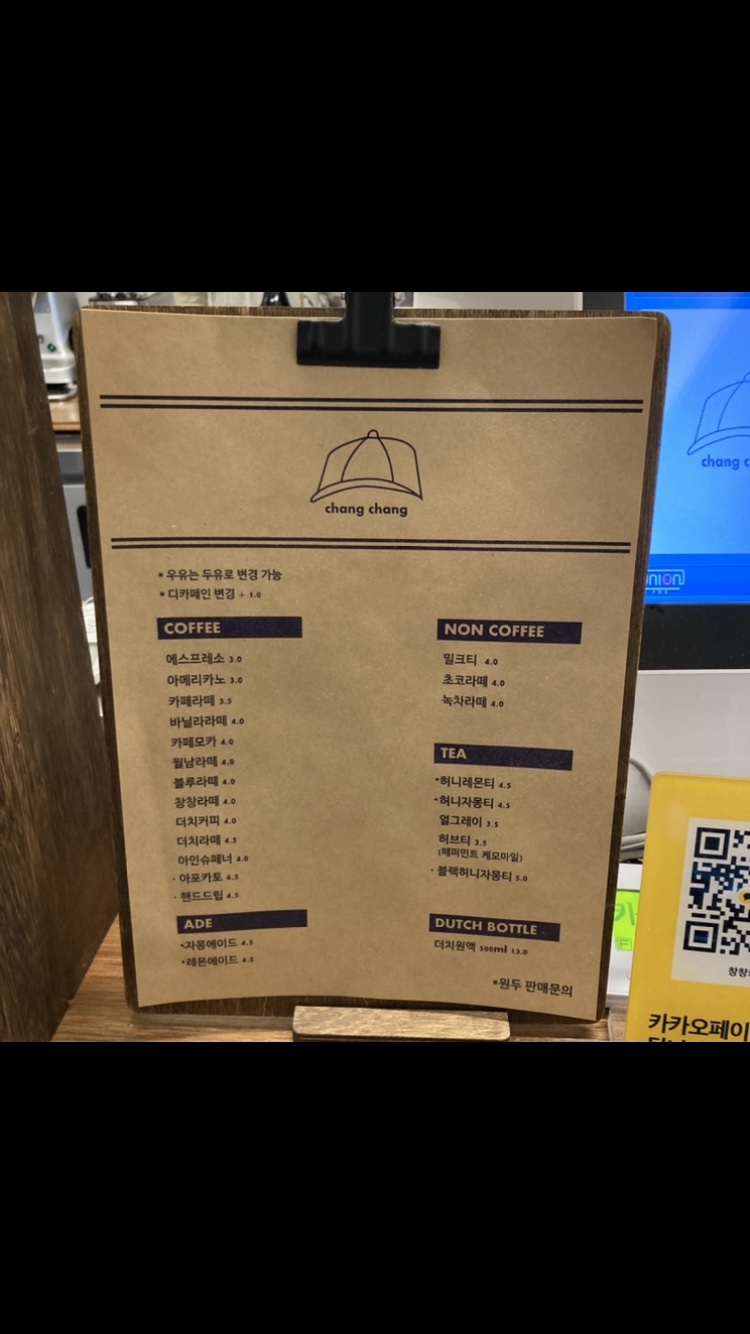 chang chang
* 우유는 두유로 변경 가능
* 디카페인 변경 + 1.0
COFFEE
에스프레소 3.0
아메리카노 3.0
카페라떼 3.5
바닐라라떼 4.0
카페모카 4.0
월남라떼 4.0
블루라떼 4.0
창창라떼 4.0
더치커피 4.0
더치라떼 4.5
아인슈페너 4.0
· 아포카토 4.5
· 핸드드립 4.5
ADE
*자몽에이드 4.5
*레몬에이드 4.5
NON COFFEE
밀크티 4.0
초코라떼 4.0
녹차라떼 4.0
TEA
*허니레몬티 4.5
*허니자몽티 4.5
얼그레이 3.5
허브티 3.5
(페퍼민트 케모마일)
· 블랙허니자몽티 5.0
DUTCH BOTTLE
더치원액 500ml 13.0
*원두 판매문의
chang c
카카오페이